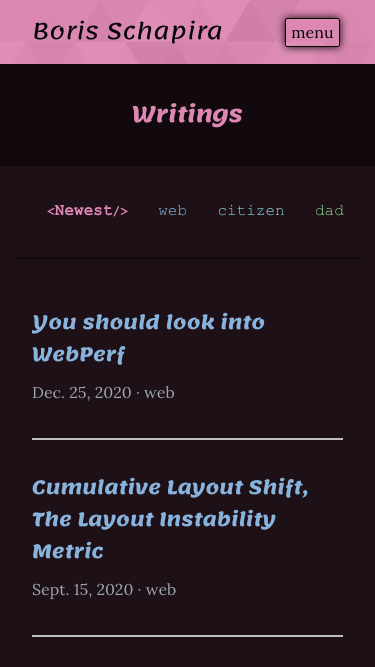 Boris Schapira
menu
Writings
<Newest/> web citizen dad
You should look into
WebPerf
Dec. 25, 2020 · web
Cumulative Layout Shift,
The Layout Instability
Metric
Sept. 15, 2020 · web